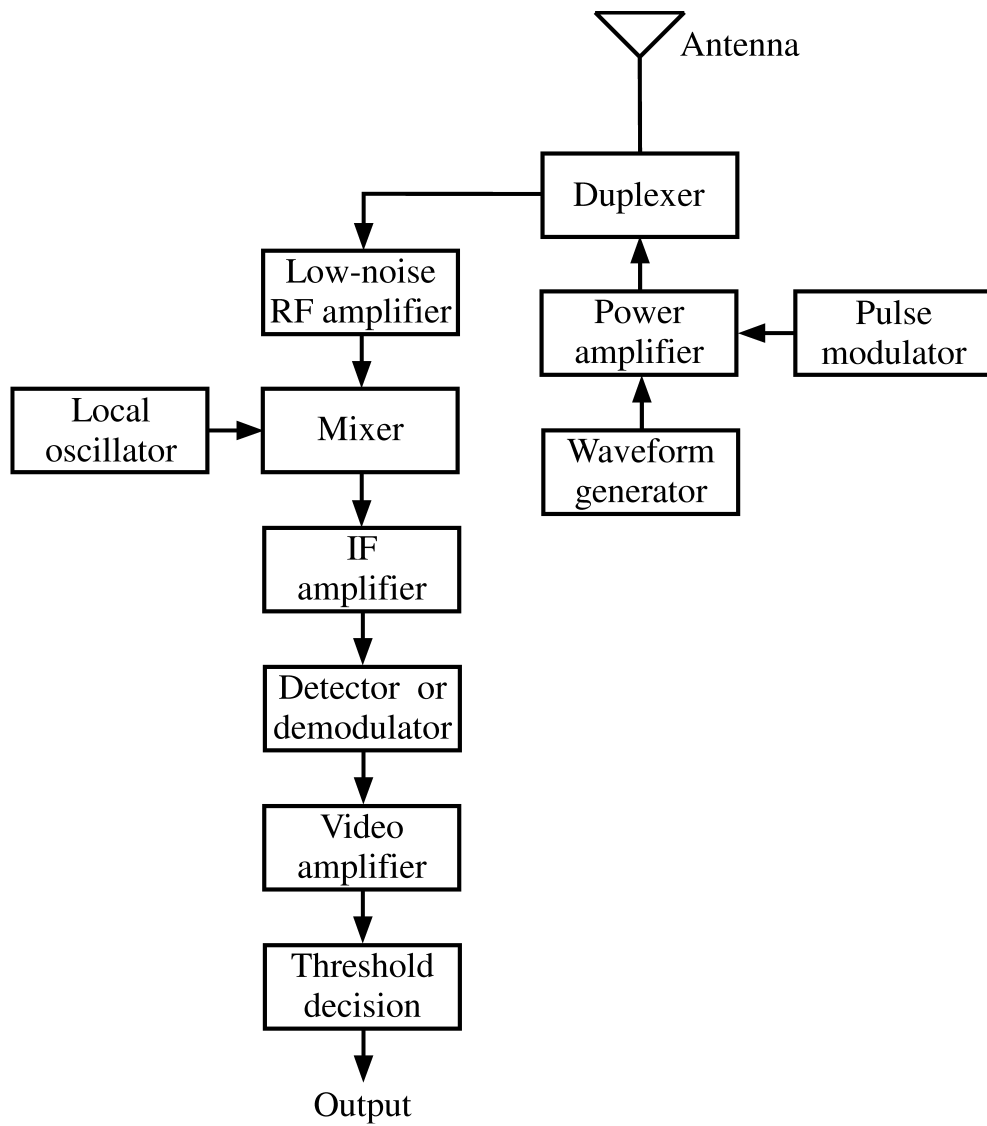 Antenna
Duplexer
Low-noise
RF amplifier
Power
amplifier
Pulse
modulator
Local
oscillator
Mixer
Waveform
generator
IF
amplifier
Detector or
demodulator
Video
amplifier
Threshold
decision
Output